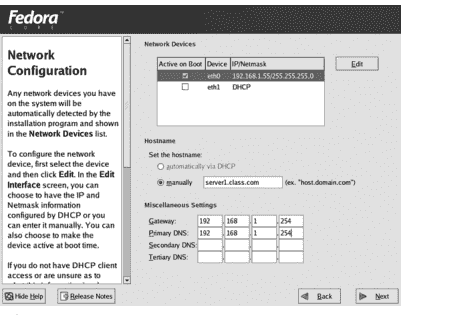 Fedora
CORE
Network
Configuration
Any network devices you have
on the system will be
automatically detected by the
installation program and shown
in the Network Devices list.
To configure the network
device, first select the device
and then click Edit. In the Edit
Interface screen, you can
choose to have the IP and
Netmask information
configured by DHCP or you
can enter it manually. You can
also choose to make the
device active at boot time.
If you do not have DHCP client
access or are unsure as to
Hide Help
Release Notes
Network Devices
Active on Boot Device IP/Netmask
eth0 192.168.1.55/255.255.255.0
eth1 DHCP
Edit
Hostname
Set the hostname:
automatically via DHCP
manually server1.class.com (ex. "host.domain.com")
Miscellaneous Settings
Gateway: 192 .168 .1 .254
Primary DNS: 192 .168 .1 .254
Secondary DNS: . . .
Tertiary DNS: . . .
Back
Next